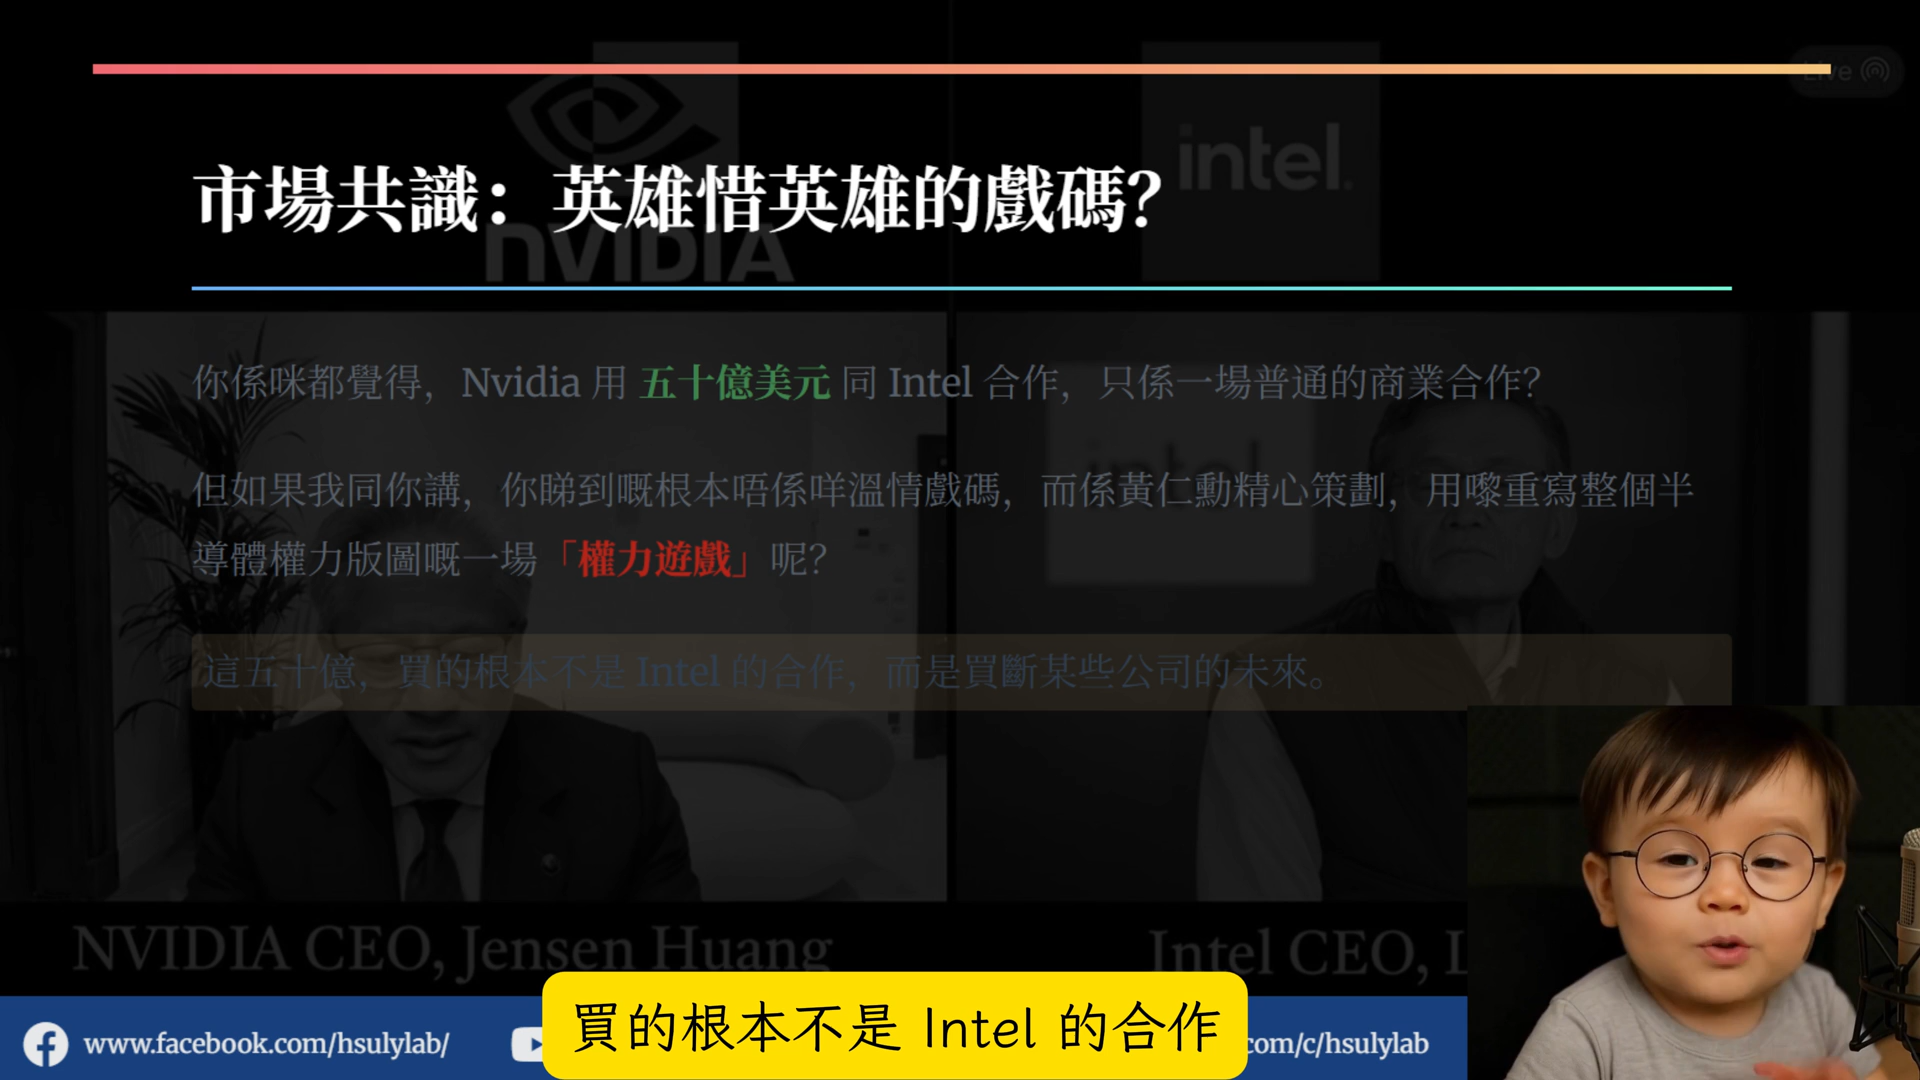 Live
市場共識：英雄惜英雄的戲碼？
intel.
nVIDIA
你係咪都覺得，Nvidia 用 五十億美元 同 Intel 合作，只係一場普通的商業合作？
intel
但如果我同你講，你睇到嘅根本唔係咩溫情戲碼，而係黃仁勳精心策劃，用嚟重寫整個半
導體權力版圖嘅一場「權力遊戲」呢？
這五十億，買的根本不是 Intel 的合作，而是買斷某些公司的未來。
NVIDIA CEO, Jensen Huang
Intel CEO, L
買的根本不是 Intel 的合作
www.facebook.com/hsulylab/
com/c/hsulylab